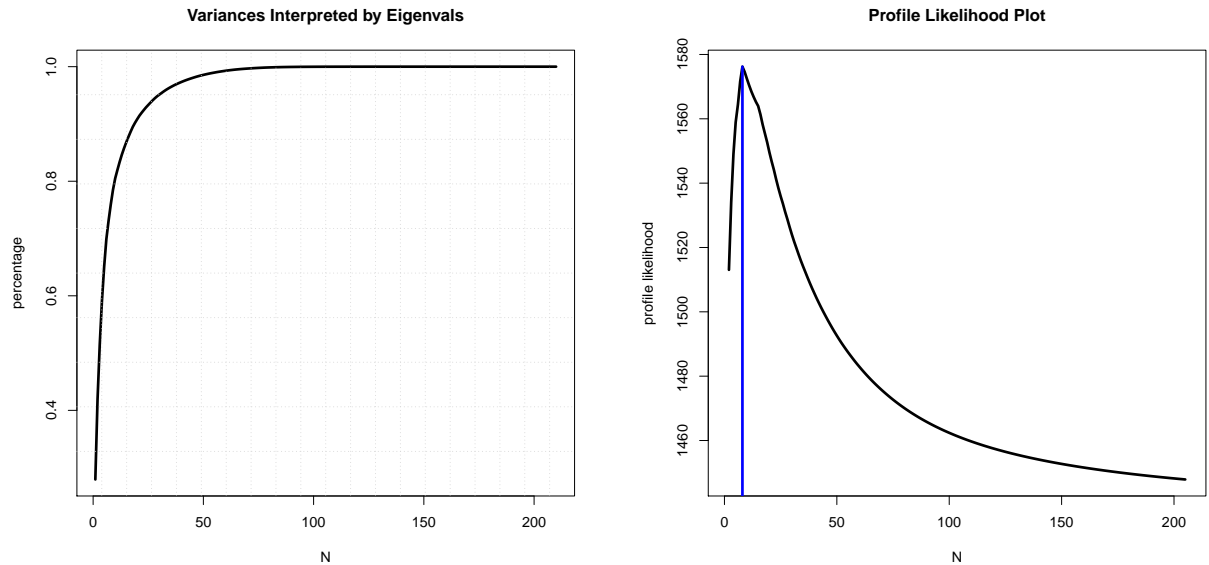 Variances Interpreted by Eigenvals
percentage
1.0
0.8
0.6
0.4
0 50 100 150 200
N
Profile Likelihood Plot
profile likelihood
1580
1560
1540
1520
1500
1480
1460
0 50 100 150 200
N